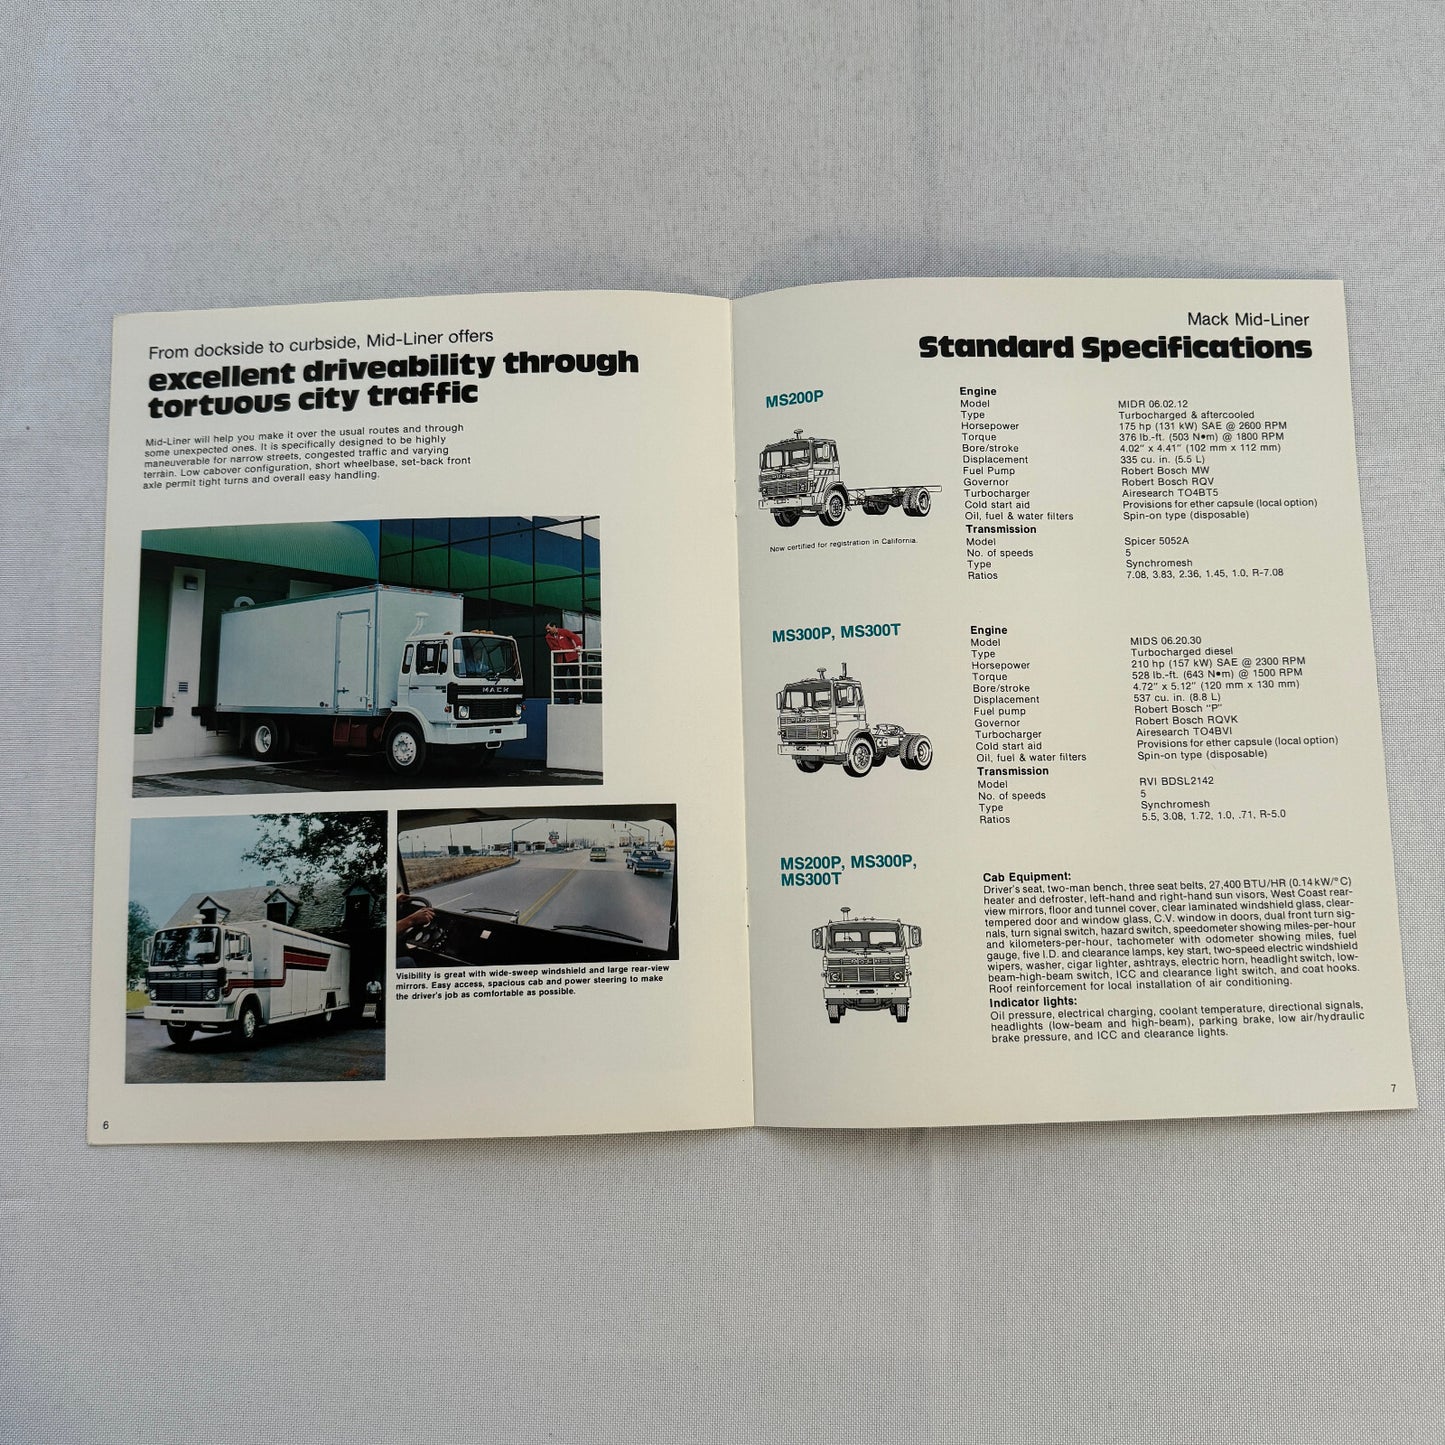 From dockside to curbside, Mid-Liner offers
excellent driveability through
tortuous city traffic
Mid-Liner will help you make it over the usual routes and through
some unexpected ones. It is specifically designed to be highly
maneuverable for narrow streets, congested traffic and varying
terrain. Low cabover configuration, short wheelbase, set-back front
axle permit tight turns and overall easy handling.
MACK
Visibility is great with wide-sweep windshield and large rear-view
mirrors. Easy access, spacious cab and power steering to make
the driver's job as comfortable as possible.
6
Mack Mid-Liner
Standard Specifications
MS200P
Now certified for registration in California.
Engine
Model MIDR 06.02.12
Type Turbocharged & aftercooled
Horsepower 175 hp (131 kW) SAE @ 2600 RPM
Torque 376 lb.-ft. (503 N•m) @ 1800 RPM
Bore/stroke 4.02" x 4.41" (102 mm x 112 mm)
Displacement 335 cu. in. (5.5 L)
Fuel Pump Robert Bosch MW
Governor Robert Bosch RQV
Turbocharger Airesearch TO4BT5
Cold start aid Provisions for ether capsule (local option)
Oil, fuel & water filters Spin-on type (disposable)
Transmission
Model Spicer 5052A
No. of speeds 5
Type Synchromesh
Ratios 7.08, 3.83, 2.36, 1.45, 1.0, R-7.08
MS300P, MS300T
Engine
Model MIDS 06.20.30
Type Turbocharged diesel
Horsepower 210 hp (157 kW) SAE @ 2300 RPM
Torque 528 lb.-ft. (643 N•m) @ 1500 RPM
Bore/stroke 4.72" x 5.12" (120 mm x 130 mm)
Displacement 537 cu. in. (8.8 L)
Fuel pump Robert Bosch "P"
Governor Robert Bosch RQVK
Turbocharger Airesearch TO4BVI
Cold start aid Provisions for ether capsule (local option)
Oil, fuel & water filters Spin-on type (disposable)
Transmission
Model RVI BDSL2142
No. of speeds 5
Type Synchromesh
Ratios 5.5, 3.08, 1.72, 1.0, .71, R-5.0
MS200P, MS300P,
MS300T
Cab Equipment:
Driver's seat, two-man bench, three seat belts, 27,400 BTU/HR (0.14 kW/°C)
heater and defroster, left-hand and right-hand sun visors, West Coast rear-
view mirrors, floor and tunnel cover, clear laminated windshield glass, clear-
tempered door and window glass, C.V. window in doors, dual front turn sig-
nals, turn signal switch, hazard switch, speedometer showing miles-per-hour
and kilometers-per-hour, tachometer with odometer showing miles, fuel
gauge, five I.D. and clearance lamps, key start, two-speed electric windshield
wipers, washer, cigar lighter, ashtrays, electric horn, headlight switch, low-
beam-high-beam switch, ICC and clearance light switch, and coat hooks.
Roof reinforcement for local installation of air conditioning.
Indicator lights:
Oil pressure, electrical charging, coolant temperature, directional signals,
headlights (low-beam and high-beam), parking brake, low air/hydraulic
brake pressure, and ICC and clearance lights.
7